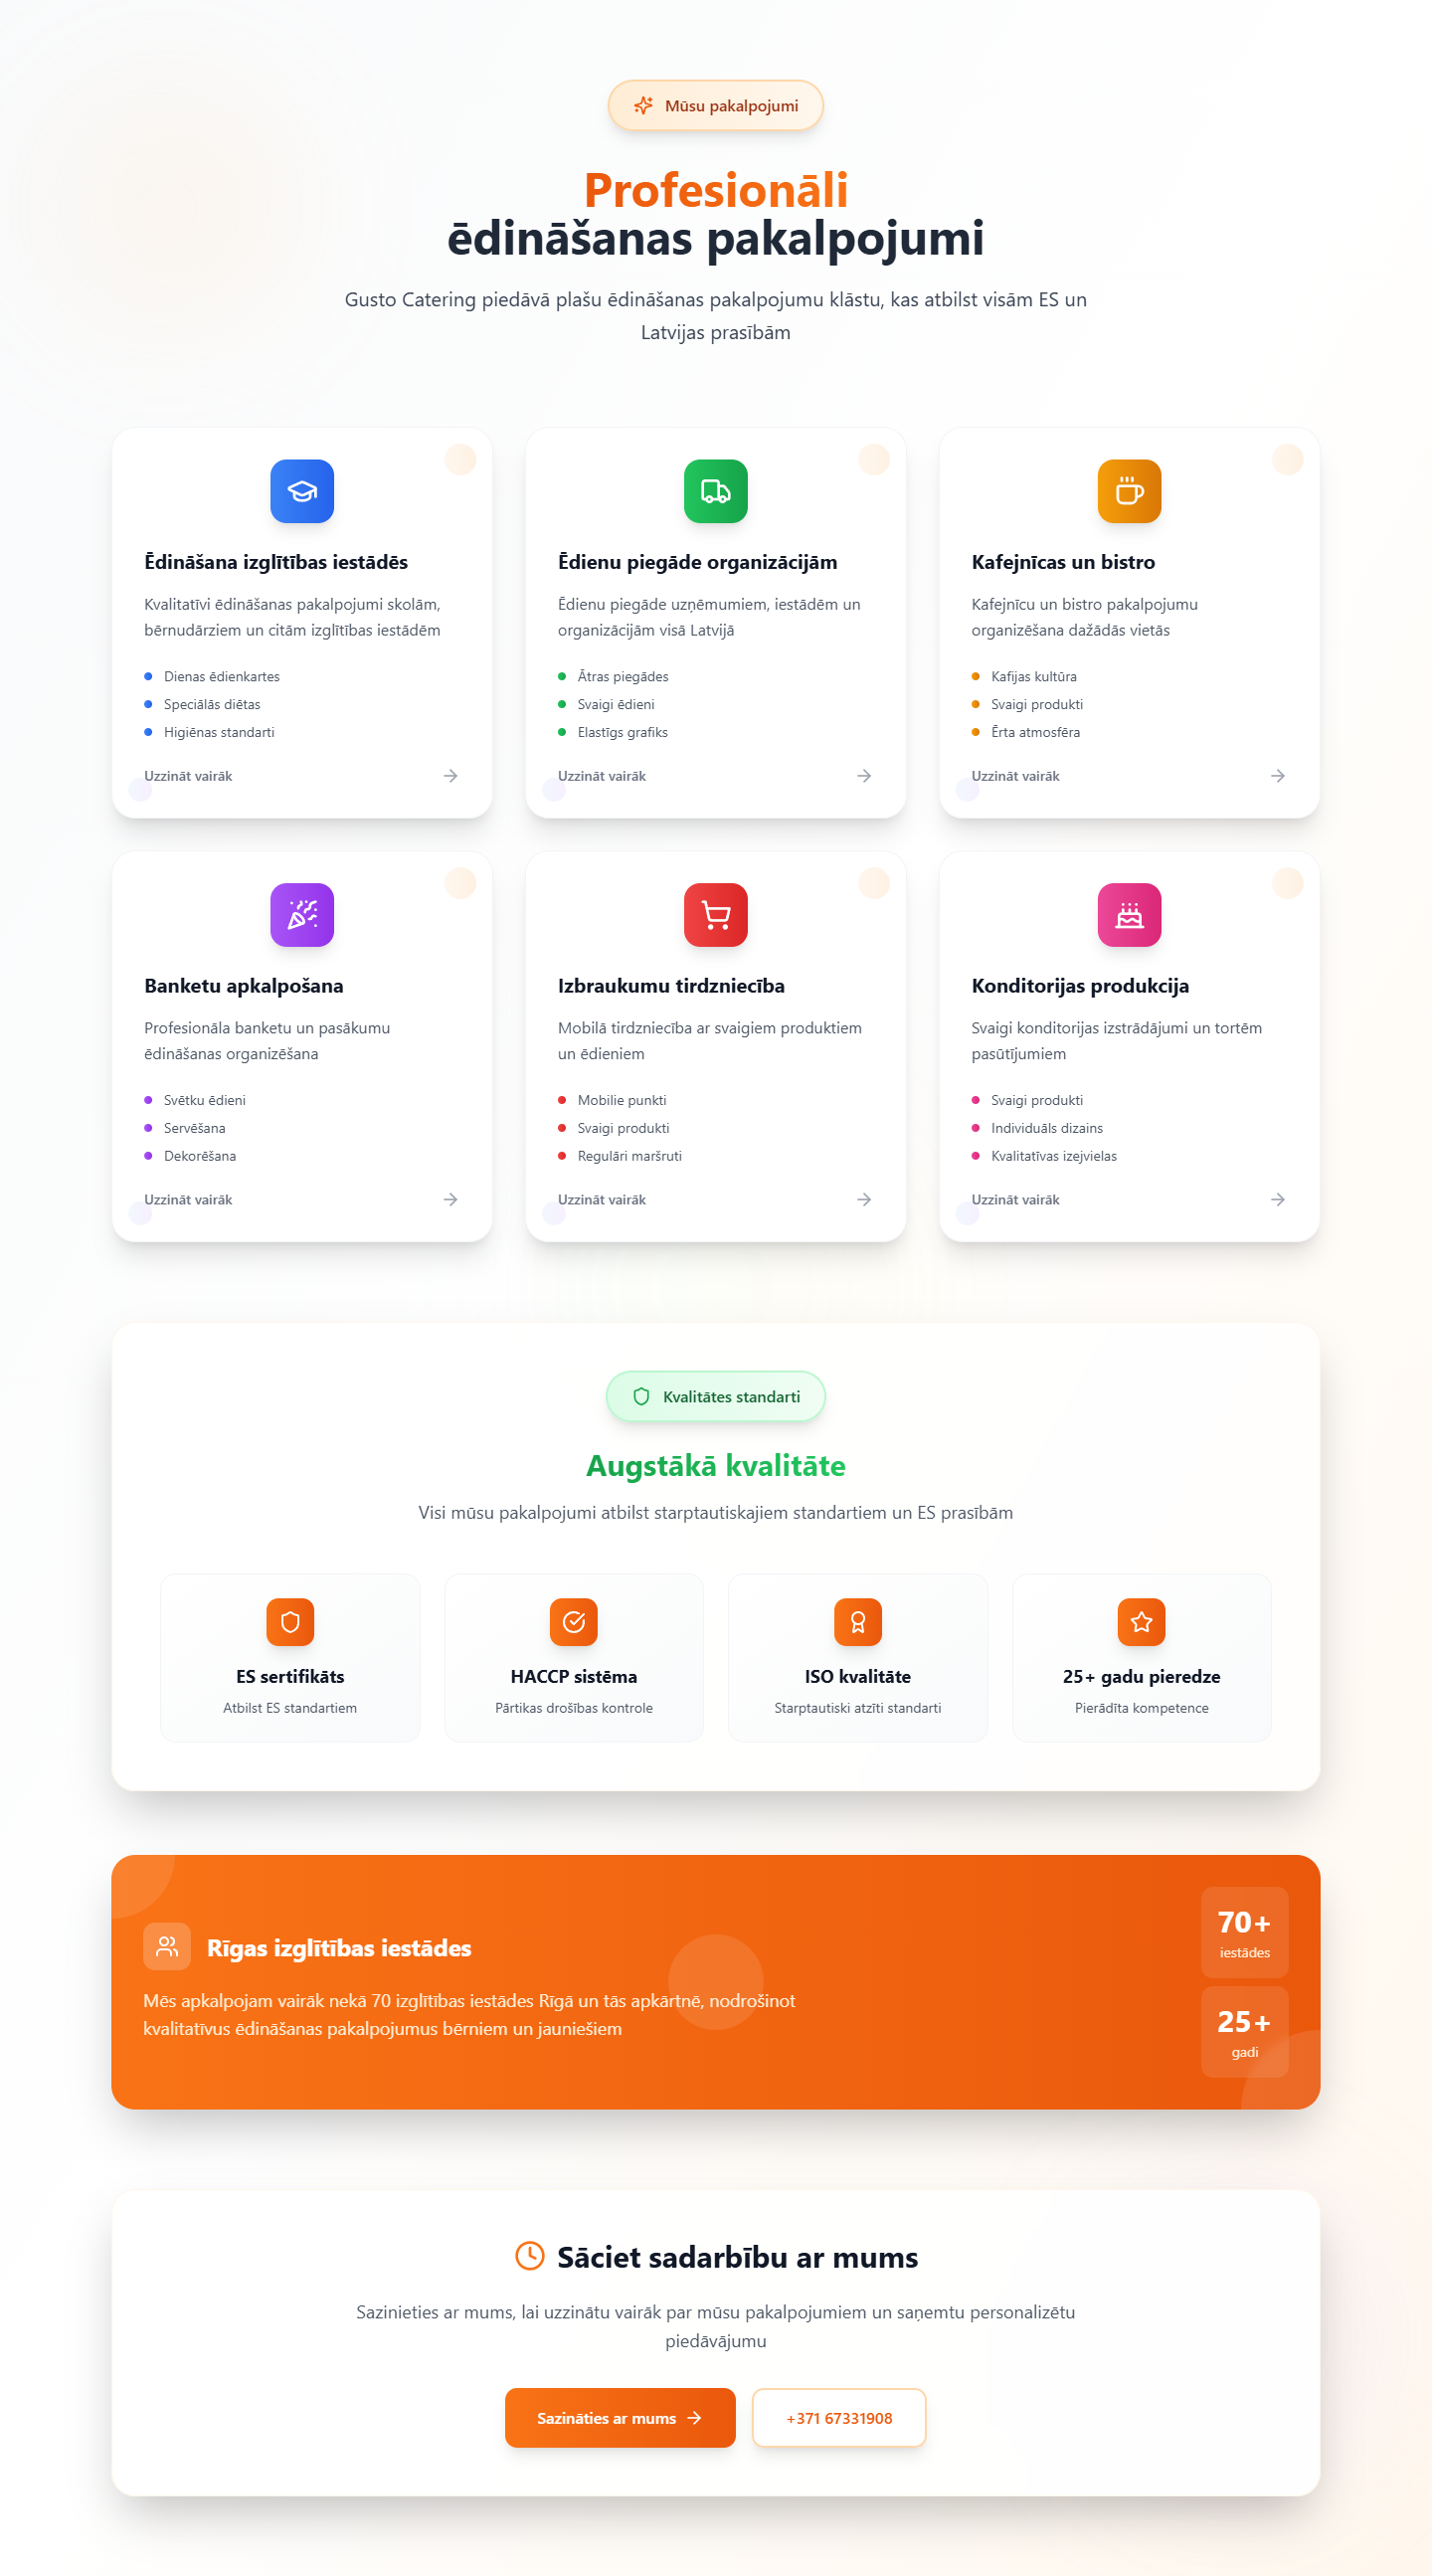 Mūsu pakalpojumi
Profesionāli
ēdināšanas pakalpojumi
Gusto Catering piedāvā plašu ēdināšanas pakalpojumu klāstu, kas atbilst visām ES un
Latvijas prasībām
Ēdināšana izglītības iestādēs
Kvalitatīvi ēdināšanas pakalpojumi skolām,
bērnudārziem un citām izglītības iestādēm
Dienas ēdienkartes
Speciālās diētas
Higiēnas standarti
Uzzināt vairāk
Ēdienu piegāde organizācijām
Ēdienu piegāde uzņēmumiem, iestādēm un
organizācijām visā Latvijā
Ātras piegādes
Svaigi ēdieni
Elastīgs grafiks
Uzzināt vairāk
Kafejnīcas un bistro
Kafejnīcu un bistro pakalpojumu
organizēšana dažādās vietās
Kafijas kultūra
Svaigi produkti
Ērta atmosfēra
Uzzināt vairāk
Banketu apkalpošana
Profesionāla banketu un pasākumu
ēdināšanas organizēšana
Svētku ēdieni
Servēšana
Dekorēšana
Uzzināt vairāk
Izbraukumu tirdzniecība
Mobilā tirdzniecība ar svaigiem produktiem
un ēdieniem
Mobilie punkti
Svaigi produkti
Regulāri maršruti
Uzzināt vairāk
Konditorijas produkcija
Svaigi konditorijas izstrādājumi un tortēm
pasūtījumiem
Svaigi produkti
Individuāls dizains
Kvalitatīvas izejvielas
Uzzināt vairāk
Kvalitātes standarti
Augstākā kvalitāte
Visi mūsu pakalpojumi atbilst starptautiskajiem standartiem un ES prasībām
ES sertifikāts
Atbilst ES standartiem
HACCP sistēma
Pārtikas drošības kontrole
ISO kvalitāte
Starptautiski atzīti standarti
25+ gadu pieredze
Pierādīta kompetence
Rīgas izglītības iestādes
Mēs apkalpojam vairāk nekā 70 izglītības iestādes Rīgā un tās apkārtnē, nodrošinot
kvalitatīvus ēdināšanas pakalpojumus bērniem un jauniešiem
70+
iestādes
25+
gadi
Sāciet sadarbību ar mums
Sazinieties ar mums, lai uzzinātu vairāk par mūsu pakalpojumiem un saņemtu personalizētu
piedāvājumu
Sazināties ar mums
+371 67331908